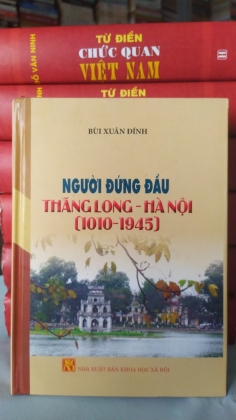 TỪ ĐIỂN
CHỨC QUAN
VIỆT NAM
TỪ ĐIỂN
BÙI XUÂN ĐÍNH
NGƯỜI ĐỨNG ĐẦU
THĂNG LONG - HÀ NỘI
(1010-1945)
NHÀ XUẤT BẢN KHOA HỌC XÃ HỘI